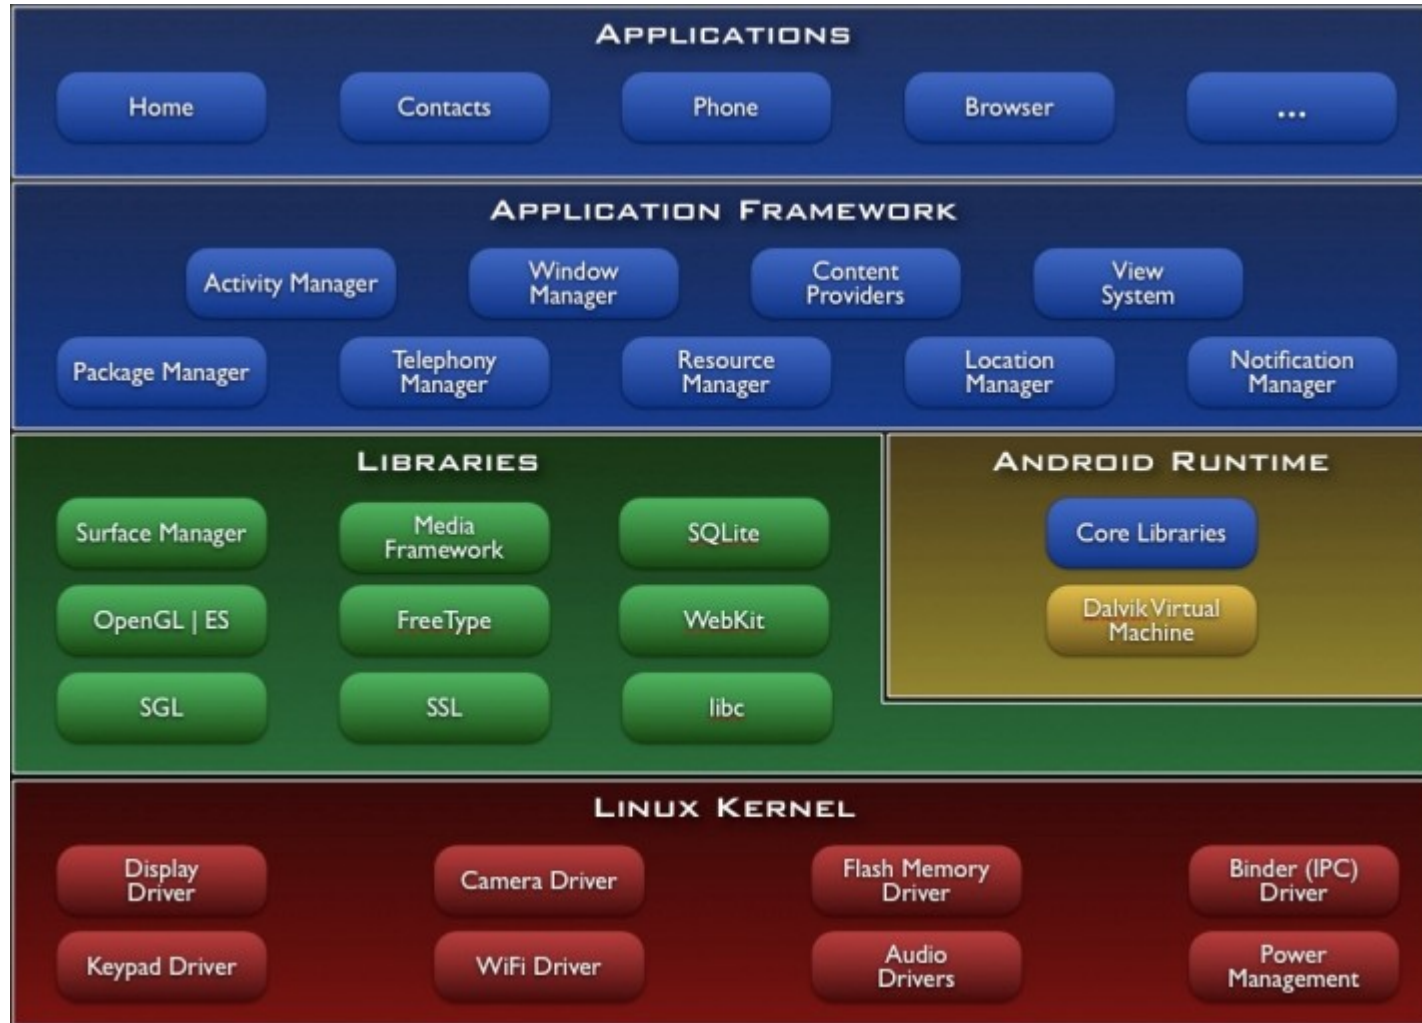 APPLICATIONS
Home
Contacts
Phone
Browser
...
APPLICATION FRAMEWORK
Activity Manager
Window
Manager
Content
Providers
View
System
Package Manager
Telephony
Manager
Resource
Manager
Location
Manager
Notification
Manager
LIBRARIES
Surface Manager
Media
Framework
SQLite
OpenGL | ES
FreeType
WebKit
SGL
SSL
libc
ANDROID RUNTIME
Core Libraries
Dalvik Virtual
Machine
LINUX KERNEL
Display
Driver
Camera Driver
Flash Memory
Driver
Binder (IPC)
Driver
Keypad Driver
WiFi Driver
Audio
Drivers
Power
Management